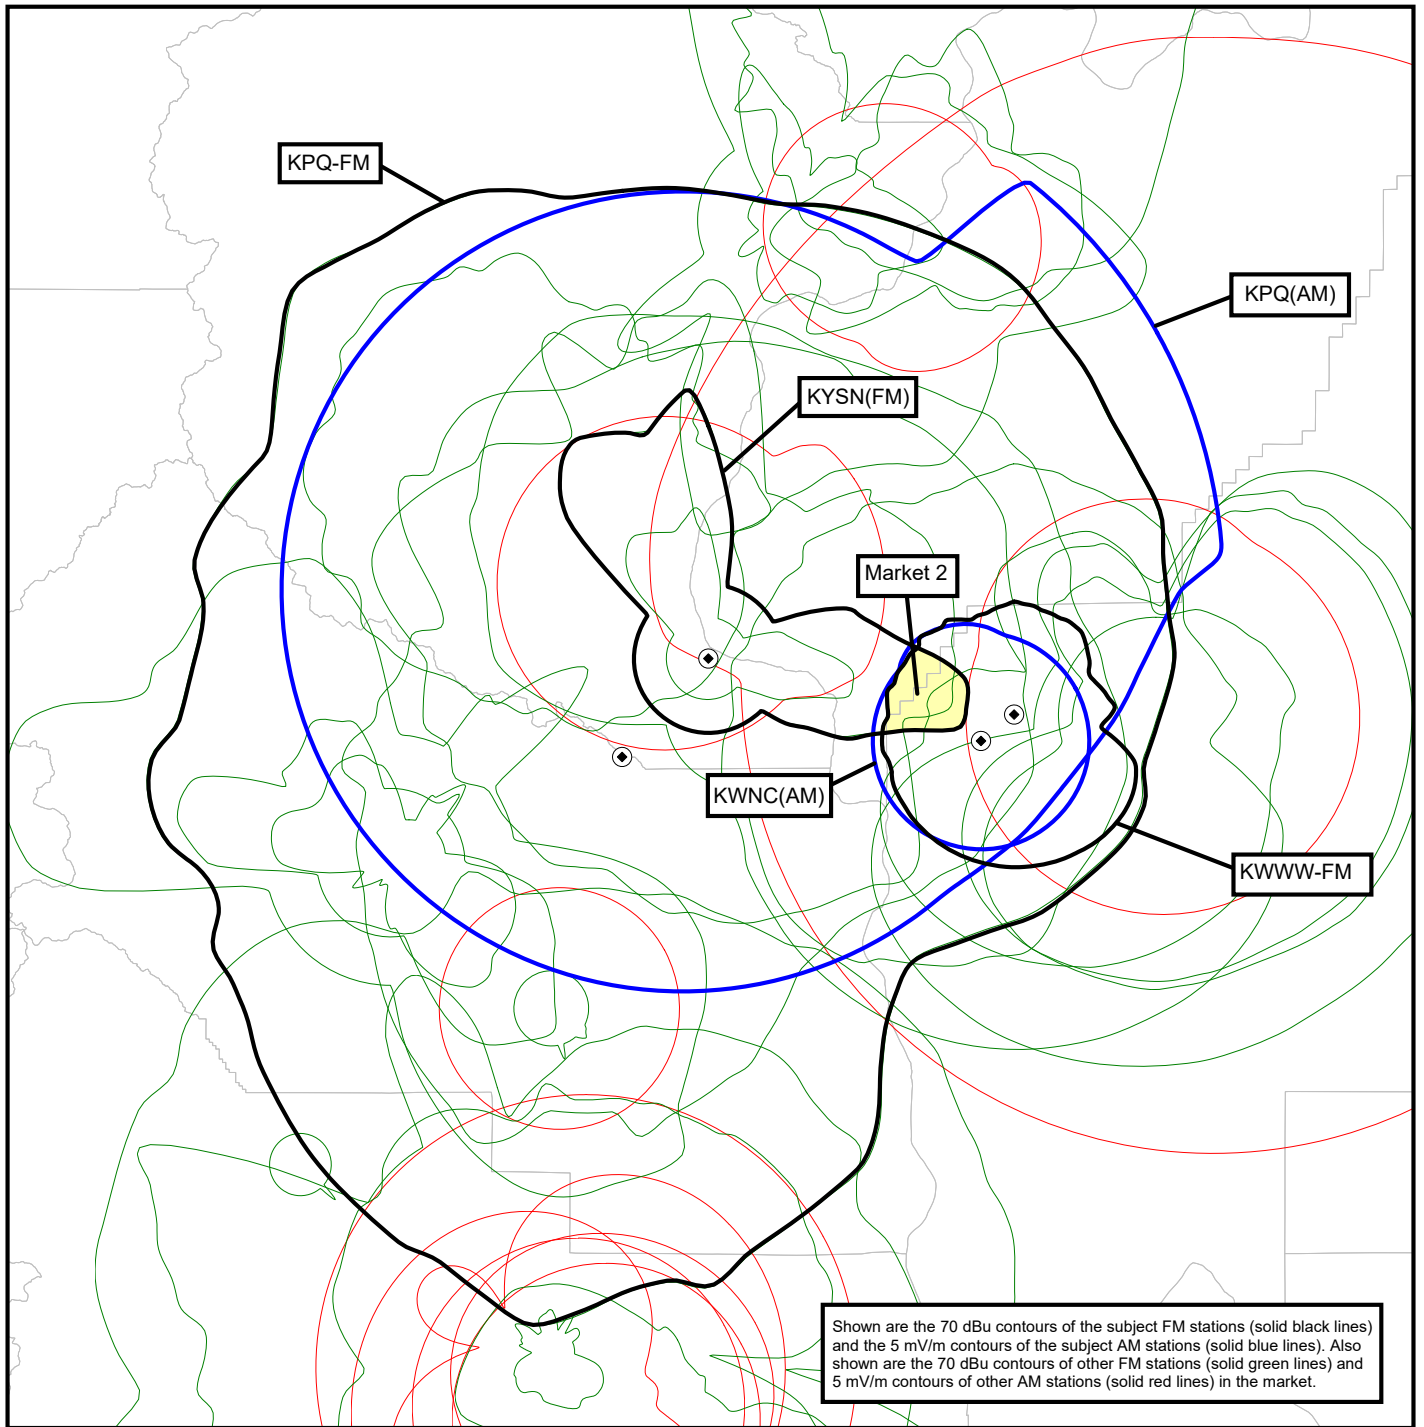 KPQ-FM
KPQ(AM)
KYSN(FM)
Market 2
KWNC(AM)
KWWW-FM
Shown are the 70 dBu contours of the subject FM stations (solid black lines)
and the 5 mV/m contours of the subject AM stations (solid blue lines). Also
shown are the 70 dBu contours of other FM stations (solid green lines) and
5 mV/m contours of other AM stations (solid red lines) in the market.